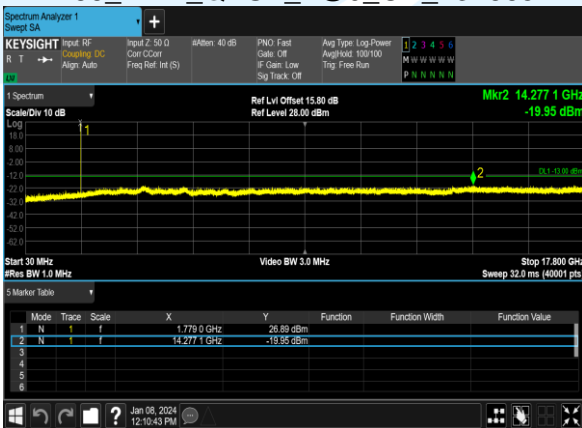 Spectrum Analyzer 1
Swept SA
+
KEYSIGHT Input: RF Input Z: 50 Ω #Atten: 40 dB PNO: Fast Avg Type: Log-Power 1 2 3 4 5 6
R T Coupling: DC Corr CCorr Gate: Off Avg|Hold: 100/100 M W W W W W
Align: Auto Freq Ref: Int (S) IF Gain: Low Trig: Free Run
Sig Track: Off P N N N N N
LW
1 Spectrum Ref Lvl Offset 15.80 dB Mkr2 14.277 1 GHz
Scale/Div 10 dB Ref Level 28.00 dBm -19.95 dBm
Log
18.0
8.00
-2.00
-12.0
-22.0
-32.0
-42.0
-52.0
-62.0
1
2
DL1 -13.00 dBm
Start 30 MHz Video BW 3.0 MHz Stop 17.800 GHz
#Res BW 1.0 MHz Sweep 32.0 ms (40001 pts)
5 Marker Table
Mode Trace Scale X Y Function Function Width Function Value
1 N 1 f 1.779 0 GHz 26.89 dBm
2 N 1 f 14.277 1 GHz -19.95 dBm
3
4
5
6
? Jan 08, 2024
12:10:43 PM